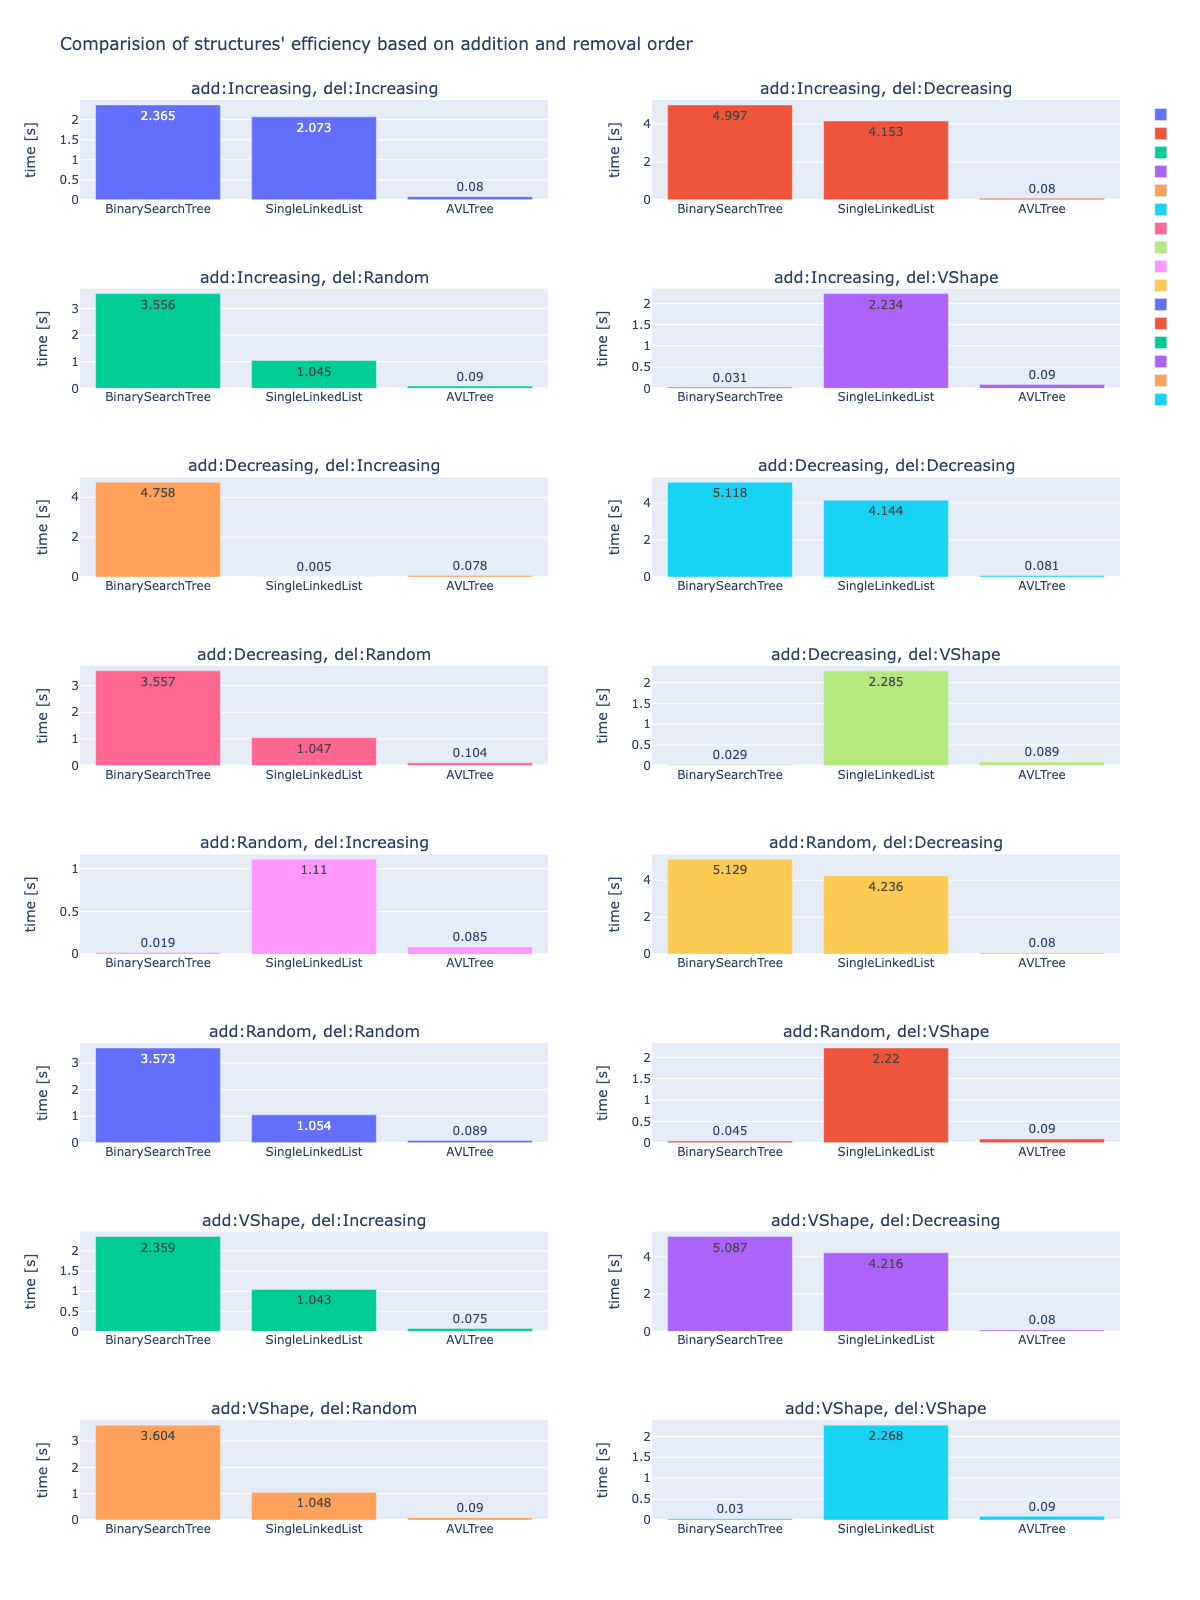 Comparision of structures' efficiency based on addition and removal order
add:Increasing, del:Increasing
time [s]
2
1.5
1
0.5
0
2.365
2.073
0.08
BinarySearchTree SingleLinkedList AVLTree
add:Increasing, del:Decreasing
time [s]
4
2
0
4.997
4.153
0.08
BinarySearchTree SingleLinkedList AVLTree
add:Increasing, del:Random
time [s]
3
2
1
0
3.556
1.045
0.09
BinarySearchTree SingleLinkedList AVLTree
add:Increasing, del:VShape
time [s]
2
1.5
1
0.5
0
0.031
2.234
0.09
BinarySearchTree SingleLinkedList AVLTree
add:Decreasing, del:Increasing
time [s]
4
2
0
4.758
0.005
0.078
BinarySearchTree SingleLinkedList AVLTree
add:Decreasing, del:Decreasing
time [s]
4
2
0
5.118
4.144
0.081
BinarySearchTree SingleLinkedList AVLTree
add:Decreasing, del:Random
time [s]
3
2
1
0
3.557
1.047
0.104
BinarySearchTree SingleLinkedList AVLTree
add:Decreasing, del:VShape
time [s]
2
1.5
1
0.5
0
0.029
2.285
0.089
BinarySearchTree SingleLinkedList AVLTree
add:Random, del:Increasing
time [s]
1
0.5
0
0.019
1.11
0.085
BinarySearchTree SingleLinkedList AVLTree
add:Random, del:Decreasing
time [s]
4
2
0
5.129
4.236
0.08
BinarySearchTree SingleLinkedList AVLTree
add:Random, del:Random
time [s]
3
2
1
0
3.573
1.054
0.089
BinarySearchTree SingleLinkedList AVLTree
add:Random, del:VShape
time [s]
2
1.5
1
0.5
0
0.045
2.22
0.09
BinarySearchTree SingleLinkedList AVLTree
add:VShape, del:Increasing
time [s]
2
1.5
1
0.5
0
2.359
1.043
0.075
BinarySearchTree SingleLinkedList AVLTree
add:VShape, del:Decreasing
time [s]
4
2
0
5.087
4.216
0.08
BinarySearchTree SingleLinkedList AVLTree
add:VShape, del:Random
time [s]
3
2
1
0
3.604
1.048
0.09
BinarySearchTree SingleLinkedList AVLTree
add:VShape, del:VShape
time [s]
2
1.5
1
0.5
0
0.03
2.268
0.09
BinarySearchTree SingleLinkedList AVLTree